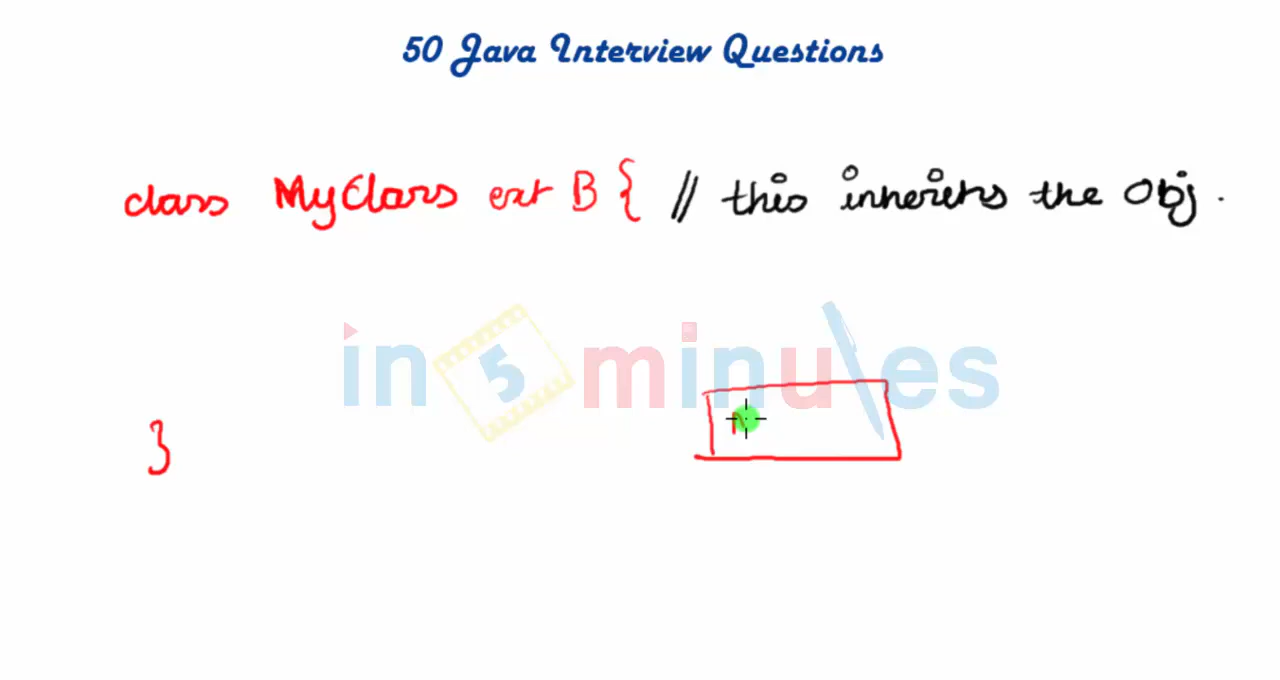 50 Java Interview Questions
class MyClass ext B { // this inherits the Obj .
in 5 minutes
}